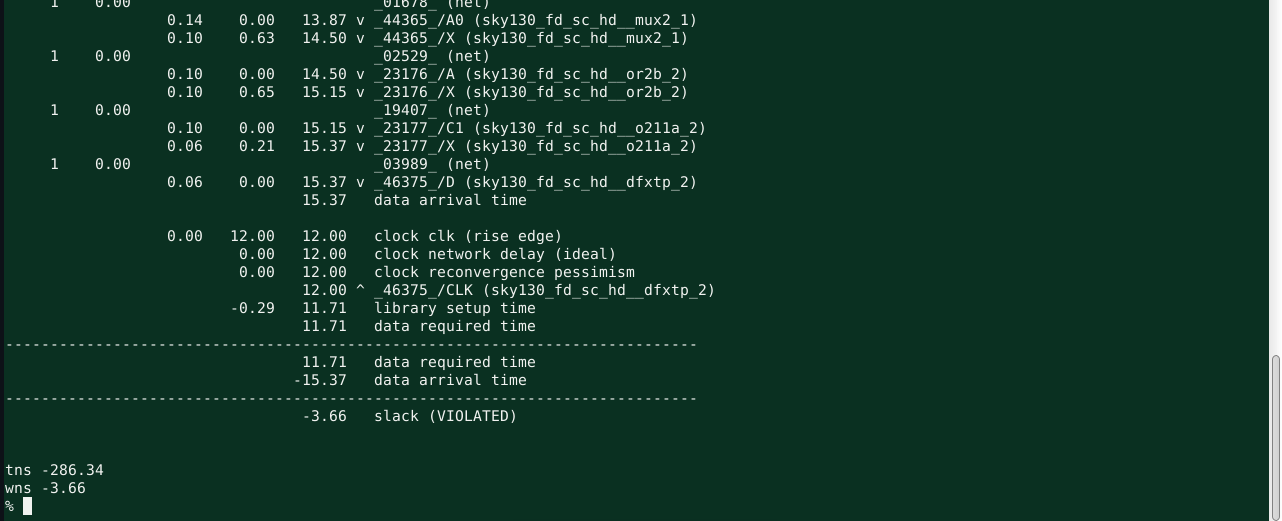 1    0.00                           _01678_ (net)
                  0.14    0.00   13.87 v _44365_/A0 (sky130_fd_sc_hd__mux2_1)
                  0.10    0.63   14.50 v _44365_/X (sky130_fd_sc_hd__mux2_1)
     1    0.00                           _02529_ (net)
                  0.10    0.00   14.50 v _23176_/A (sky130_fd_sc_hd__or2b_2)
                  0.10    0.65   15.15 v _23176_/X (sky130_fd_sc_hd__or2b_2)
     1    0.00                           _19407_ (net)
                  0.10    0.00   15.15 v _23177_/C1 (sky130_fd_sc_hd__o211a_2)
                  0.06    0.21   15.37 v _23177_/X (sky130_fd_sc_hd__o211a_2)
     1    0.00                           _03989_ (net)
                  0.06    0.00   15.37 v _46375_/D (sky130_fd_sc_hd__dfxtp_2)
                                 15.37   data arrival time

                  0.00   12.00   12.00   clock clk (rise edge)
                          0.00   12.00   clock network delay (ideal)
                          0.00   12.00   clock reconvergence pessimism
                                 12.00 ^ _46375_/CLK (sky130_fd_sc_hd__dfxtp_2)
                         -0.29   11.71   library setup time
                                 11.71   data required time
-----------------------------------------------------------------------------
                                 11.71   data required time
                                -15.37   data arrival time
-----------------------------------------------------------------------------
                                 -3.66   slack (VIOLATED)


tns -286.34
wns -3.66
%